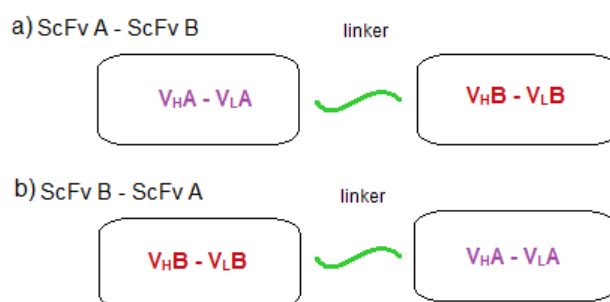 a) ScFv A - ScFv B
linker
VHA - VLA
VHB - VLB
b) ScFv B - ScFv A
linker
VHB - VLB
VHA - VLA